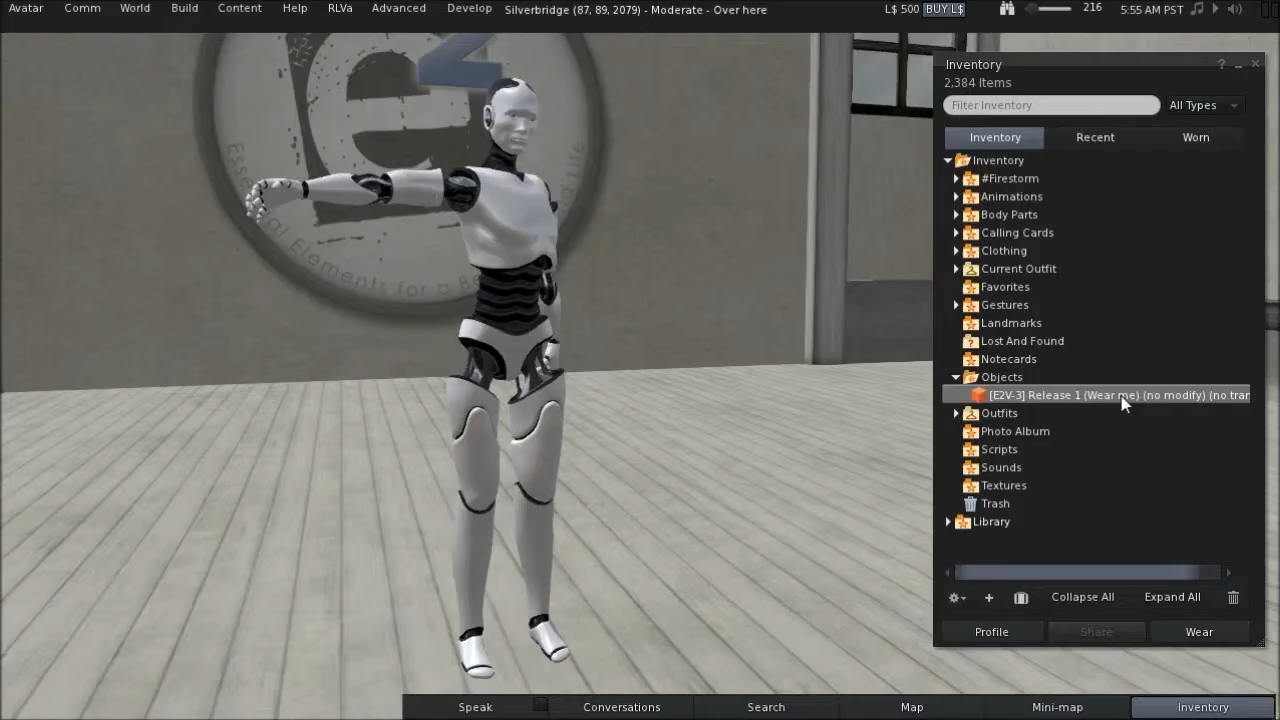 Avatar Comm World Build Content Help RLVa Advanced Develop Silverbridge (87, 89, 2079) - Moderate - Over here L$ 500 BUY L$ 216 5:55 AM PST
Inventory
2,384 Items
Filter Inventory All Types
Inventory Recent Worn
Inventory
#Firestorm
Animations
Body Parts
Calling Cards
Clothing
Current Outfit
Favorites
Gestures
Landmarks
Lost And Found
Notecards
Objects
[E2V-3] Release 1 (Wear me) (no modify) (no trar
Outfits
Photo Album
Scripts
Sounds
Textures
Trash
Library
Collapse All Expand All
Profile Share Wear
Speak Conversations Search Map Mini-map Inventory
e2
Elements for a